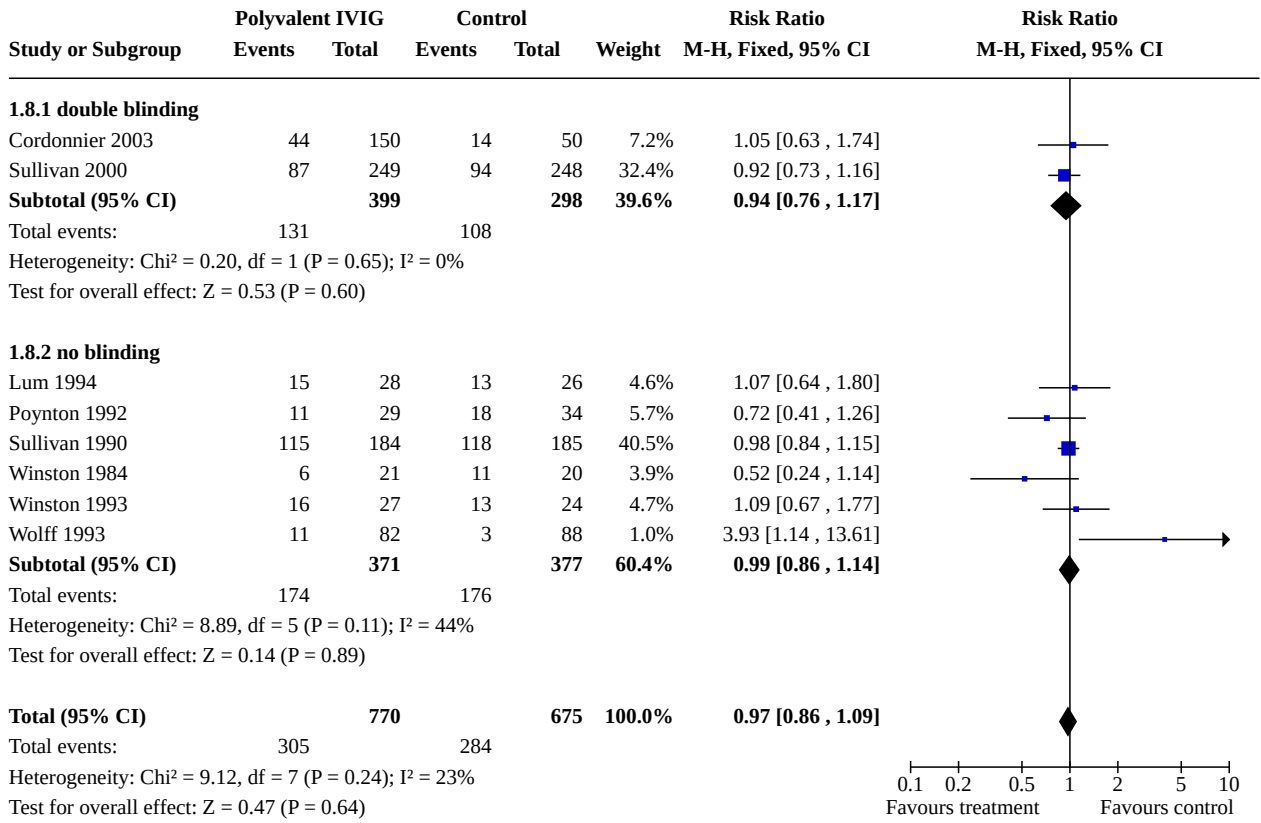 Polyvalent IVIG Control Risk Ratio Risk Ratio
Study or Subgroup Events Total Events Total Weight M-H, Fixed, 95% CI M-H, Fixed, 95% CI
1.8.1 double blinding
Cordonnier 2003 44 150 14 50 7.2% 1.05 [0.63 , 1.74]
Sullivan 2000 87 249 94 248 32.4% 0.92 [0.73 , 1.16]
Subtotal (95% CI) 399 298 39.6% 0.94 [0.76 , 1.17]
Total events: 131 108
Heterogeneity: Chi² = 0.20, df = 1 (P = 0.65); I² = 0%
Test for overall effect: Z = 0.53 (P = 0.60)
1.8.2 no blinding
Lum 1994 15 28 13 26 4.6% 1.07 [0.64 , 1.80]
Poynton 1992 11 29 18 34 5.7% 0.72 [0.41 , 1.26]
Sullivan 1990 115 184 118 185 40.5% 0.98 [0.84 , 1.15]
Winston 1984 6 21 11 20 3.9% 0.52 [0.24 , 1.14]
Winston 1993 16 27 13 24 4.7% 1.09 [0.67 , 1.77]
Wolff 1993 11 82 3 88 1.0% 3.93 [1.14 , 13.61]
Subtotal (95% CI) 371 377 60.4% 0.99 [0.86 , 1.14]
Total events: 174 176
Heterogeneity: Chi² = 8.89, df = 5 (P = 0.11); I² = 44%
Test for overall effect: Z = 0.14 (P = 0.89)
Total (95% CI) 770 675 100.0% 0.97 [0.86 , 1.09]
Total events: 305 284
Heterogeneity: Chi² = 9.12, df = 7 (P = 0.24); I² = 23%
0.1 0.2 0.5 1 2 5 10
Test for overall effect: Z = 0.47 (P = 0.64) Favours treatment Favours control